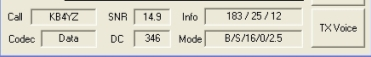 Call KB4YZ SNR 14.9 Info 183 / 25 / 12
TX Voice
Codec Data DC 346 Mode B/S/16/0/2.5